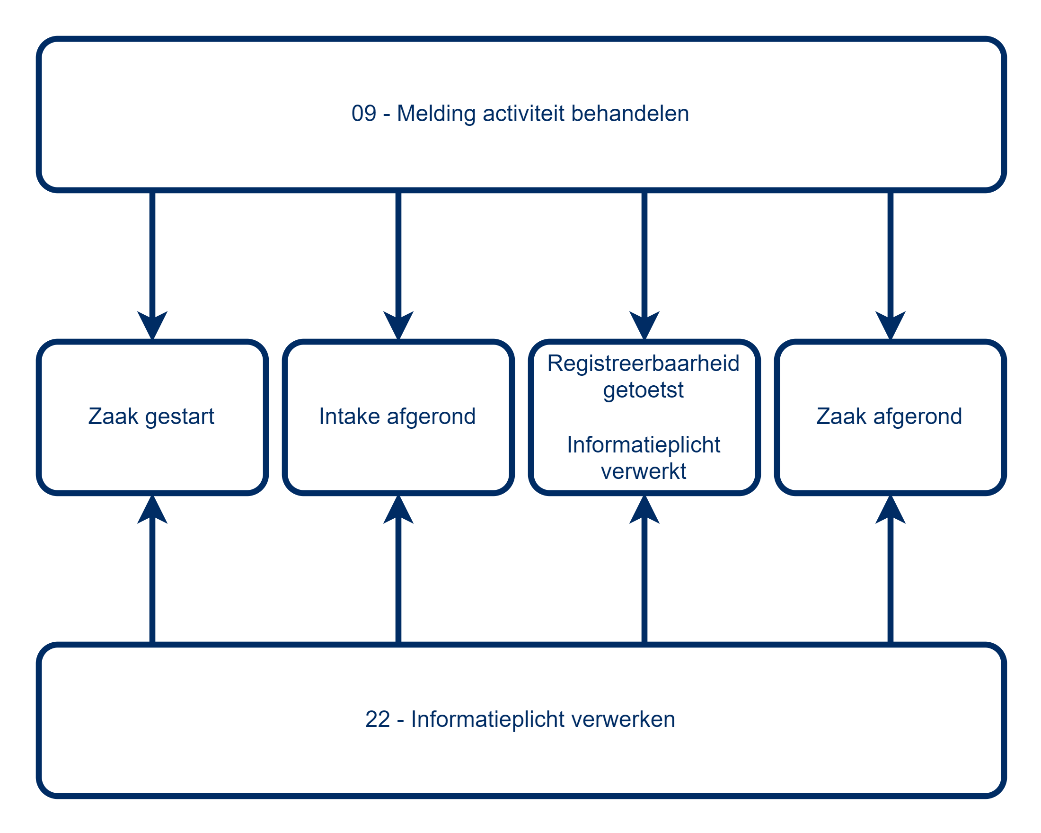 09 - Melding activiteit behandelen
Zaak gestart
Intake afgerond
Registreerbaarheid
getoetst
Informatieplicht
verwerkt
Zaak afgerond
22 - Informatieplicht verwerken